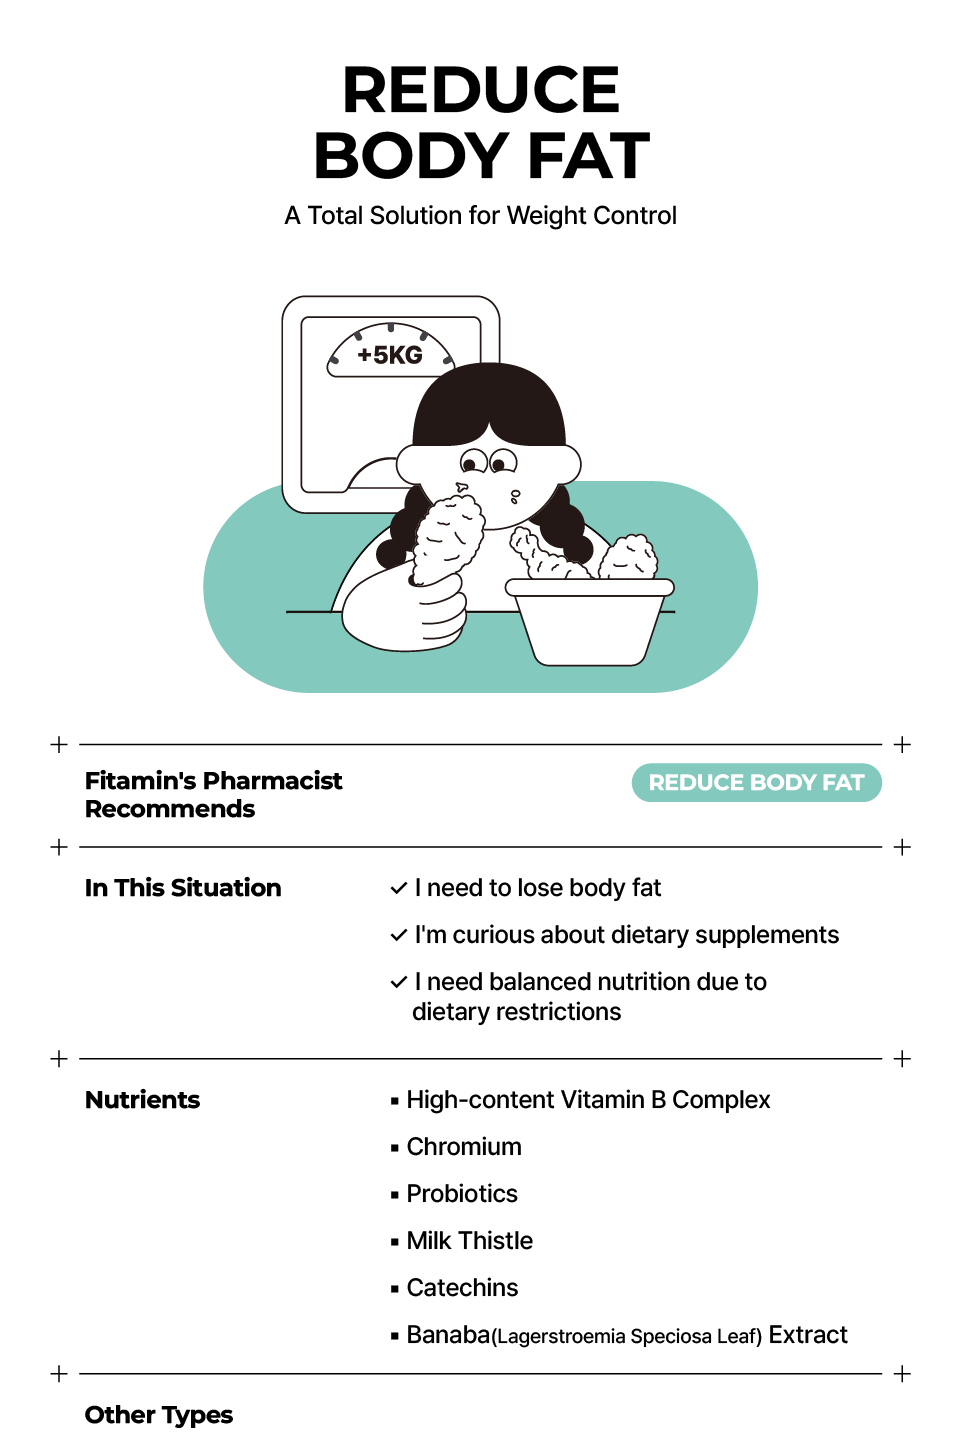 REDUCE
BODY FAT
A Total Solution for Weight Control
+5KG
Fitamin's Pharmacist
Recommends
REDUCE BODY FAT
In This Situation
✓ I need to lose body fat
✓ I'm curious about dietary supplements
✓ I need balanced nutrition due to
dietary restrictions
Nutrients
▪ High-content Vitamin B Complex
▪ Chromium
▪ Probiotics
▪ Milk Thistle
▪ Catechins
▪ Banaba(Lagerstroemia Speciosa Leaf) Extract
Other Types